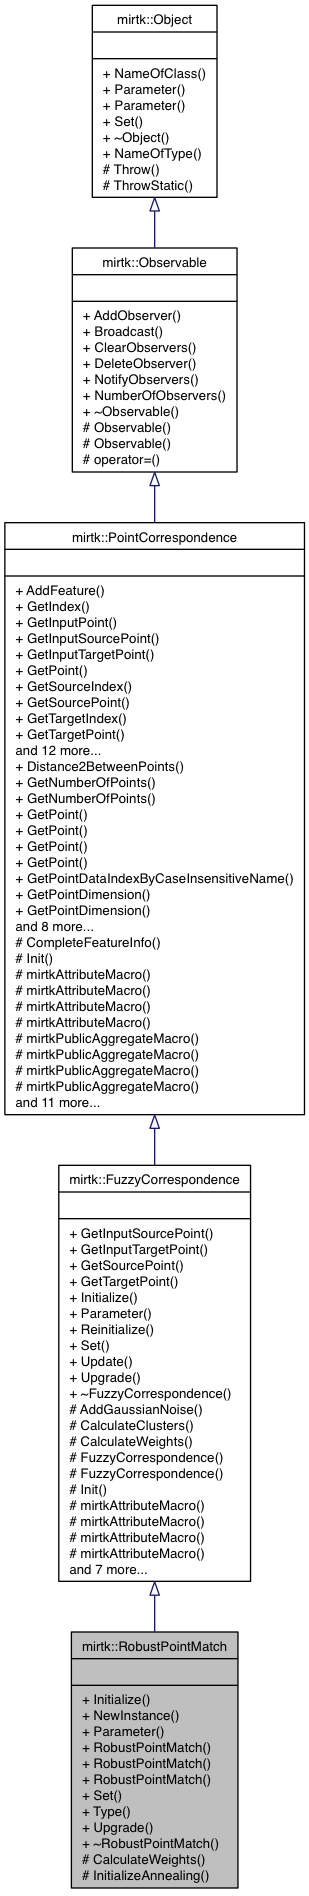 mirtk::Object
+ NameOfClass()
+ Parameter()
+ Parameter()
+ Set()
+ ~Object()
+ NameOfType()
# Throw()
# ThrowStatic()
mirtk::Observable
+ AddObserver()
+ Broadcast()
+ ClearObservers()
+ DeleteObserver()
+ NotifyObservers()
+ NumberOfObservers()
+ ~Observable()
# Observable()
# Observable()
# operator=()
mirtk::PointCorrespondence
+ AddFeature()
+ GetIndex()
+ GetInputPoint()
+ GetInputSourcePoint()
+ GetInputTargetPoint()
+ GetPoint()
+ GetSourceIndex()
+ GetSourcePoint()
+ GetTargetIndex()
+ GetTargetPoint()
and 12 more...
+ Distance2BetweenPoints()
+ GetNumberOfPoints()
+ GetNumberOfPoints()
+ GetPoint()
+ GetPoint()
+ GetPoint()
+ GetPoint()
+ GetPointDataIndexByCaseInsensitiveName()
+ GetPointDimension()
+ GetPointDimension()
and 8 more...
# CompleteFeatureInfo()
# Init()
# mirtkAttributeMacro()
# mirtkAttributeMacro()
# mirtkAttributeMacro()
# mirtkAttributeMacro()
# mirtkPublicAggregateMacro()
# mirtkPublicAggregateMacro()
# mirtkPublicAggregateMacro()
# mirtkPublicAggregateMacro()
and 11 more...
mirtk::FuzzyCorrespondence
+ GetInputSourcePoint()
+ GetInputTargetPoint()
+ GetSourcePoint()
+ GetTargetPoint()
+ Initialize()
+ Parameter()
+ Reinitialize()
+ Set()
+ Update()
+ Upgrade()
+ ~FuzzyCorrespondence()
# AddGaussianNoise()
# CalculateClusters()
# CalculateWeights()
# FuzzyCorrespondence()
# FuzzyCorrespondence()
# Init()
# mirtkAttributeMacro()
# mirtkAttributeMacro()
# mirtkAttributeMacro()
# mirtkAttributeMacro()
and 7 more...
mirtk::RobustPointMatch
+ Initialize()
+ NewInstance()
+ Parameter()
+ RobustPointMatch()
+ RobustPointMatch()
+ RobustPointMatch()
+ Set()
+ Type()
+ Upgrade()
+ ~RobustPointMatch()
# CalculateWeights()
# InitializeAnnealing()